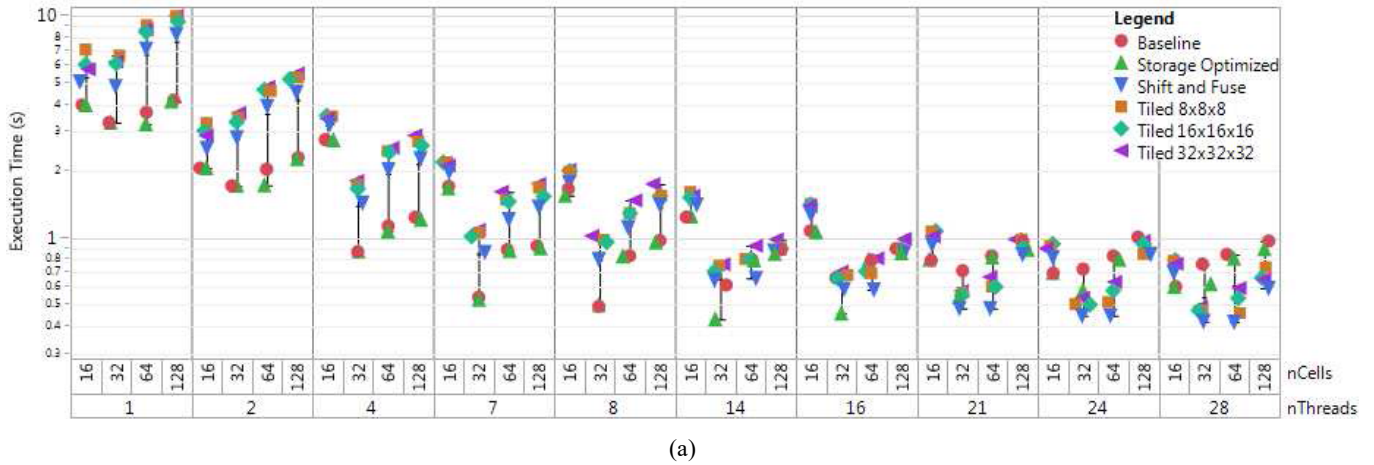 10
Legend
Baseline
Storage Optimized
Shift and Fuse
Tiled 8x8x8
Tiled 16x16x16
Tiled 32x32x32
8
7
6
5
4
3
2
1
0.8
0.7
0.6
0.5
0.4
0.3
Execution Time (s)
16 32 64 128 16 32 64 128 16 32 64 128 16 32 64 128 16 32 64 128 16 32 64 128 16 32 64 128 16 32 64 128 16 32 64 128 16 32 64 128 nCells
1 2 4 7 8 14 16 21 24 28 nThreads
(a)